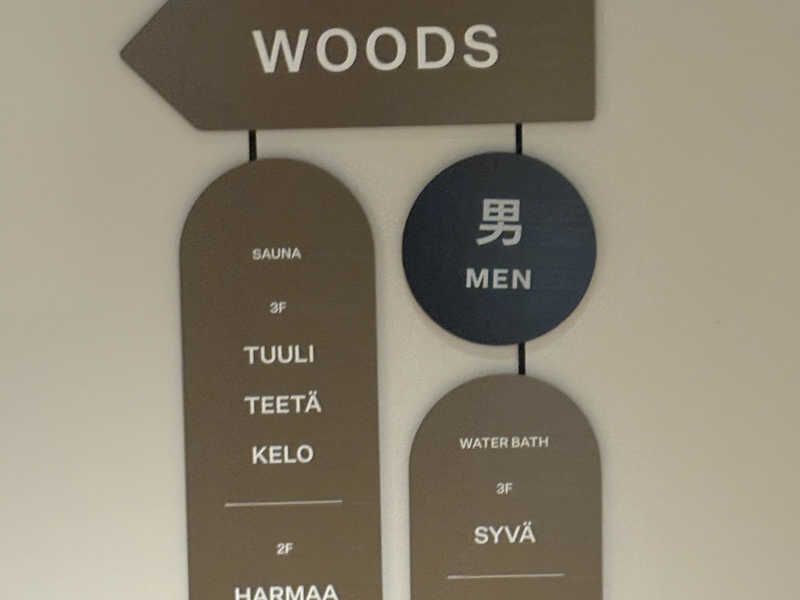 WOODS
SAUNA
3F
TUULI
TEETÄ
KELO
2F
HARMAA
男
MEN
WATER BATH
3F
SYVÄ